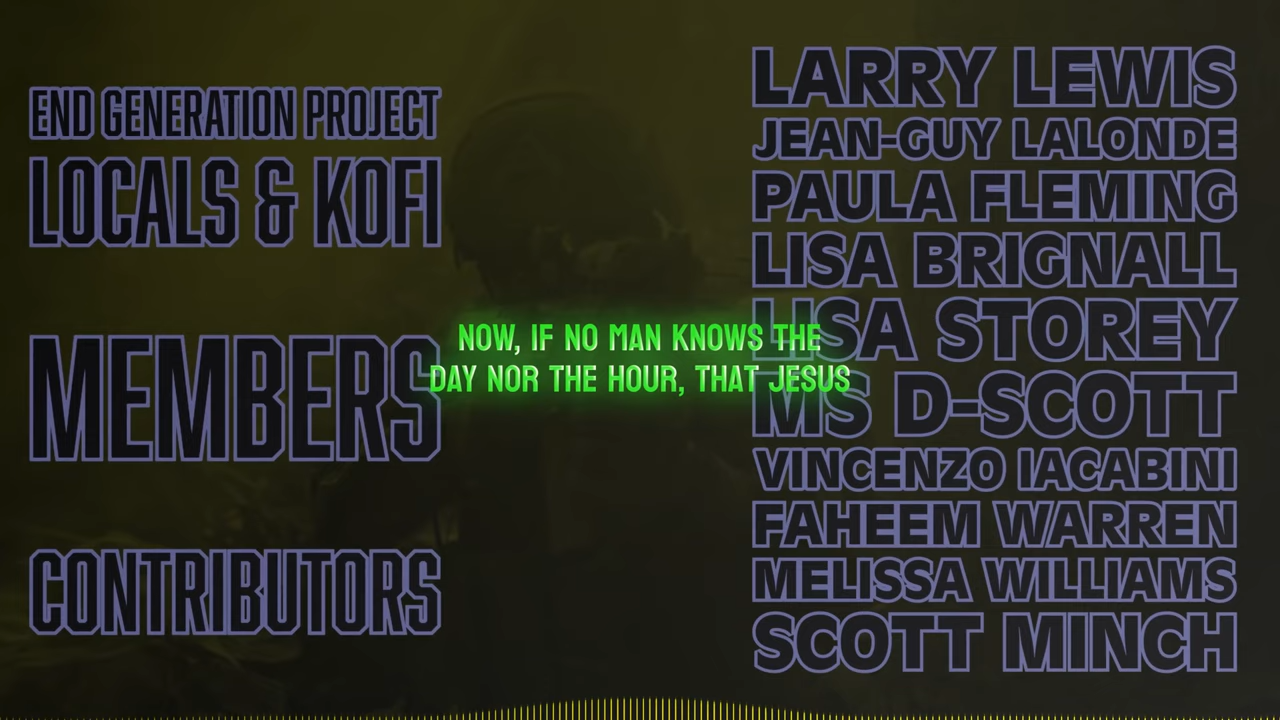 END GENERATION PROJECT
LOCALS & KOFI
MEMBERS
CONTRIBUTORS
NOW, IF NO MAN KNOWS THE
DAY NOR THE HOUR, THAT JESUS
LARRY LEWIS
JEAN-GUY LALONDE
PAULA FLEMING
LISA BRIGNALL
LISA STOREY
MS D-SCOTT
VINCENZO IACABINI
FAHEEM WARREN
MELISSA WILLIAMS
SCOTT MINCH